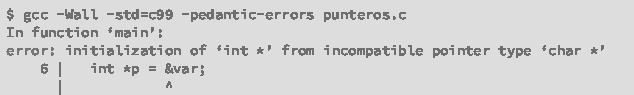 $ gcc -Wall -std=c99 -pedantic-errors punteros.c
In function ‘main’:
error: initialization of ‘int *’ from incompatible pointer type ‘char *’
    6 |    int *p = &var;
      |             ^